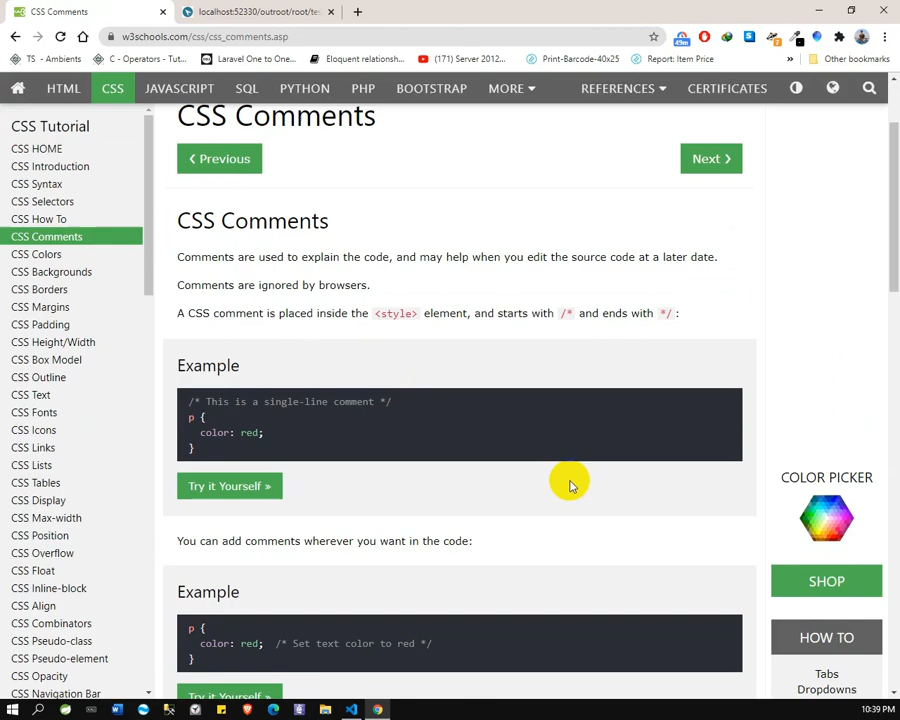 CSS Comments
localhost:52330/outroot/root/te:
w3schools.com/css/css_comments.asp
TS - Ambients
C - Operators - Tut...
Laravel One to One...
Eloquent relationsh...
(171) Server 2012...
Print-Barcode-40x25
Report: Item Price
»
Other bookmarks
HTML
CSS
JAVASCRIPT
SQL
PYTHON
PHP
BOOTSTRAP
MORE
REFERENCES
CERTIFICATES
CSS Tutorial
CSS HOME
CSS Introduction
CSS Syntax
CSS Selectors
CSS How To
CSS Comments
CSS Colors
CSS Backgrounds
CSS Borders
CSS Margins
CSS Padding
CSS Height/Width
CSS Box Model
CSS Outline
CSS Text
CSS Fonts
CSS Icons
CSS Links
CSS Lists
CSS Tables
CSS Display
CSS Max-width
CSS Position
CSS Overflow
CSS Float
CSS Inline-block
CSS Align
CSS Combinators
CSS Pseudo-class
CSS Pseudo-element
CSS Opacity
CSS Navigation Bar
CSS Comments
❮ Previous
Next ❯
CSS Comments
Comments are used to explain the code, and may help when you edit the source code at a later date.
Comments are ignored by browsers.
A CSS comment is placed inside the <style> element, and starts with /* and ends with */:
Example
/* This is a single-line comment */
p {
color: red;
}
Try it Yourself »
You can add comments wherever you want in the code:
Example
p {
color: red;  /* Set text color to red */
}
Try it Yourself »
COLOR PICKER
SHOP
HOW TO
Tabs
Dropdowns
10:39 PM